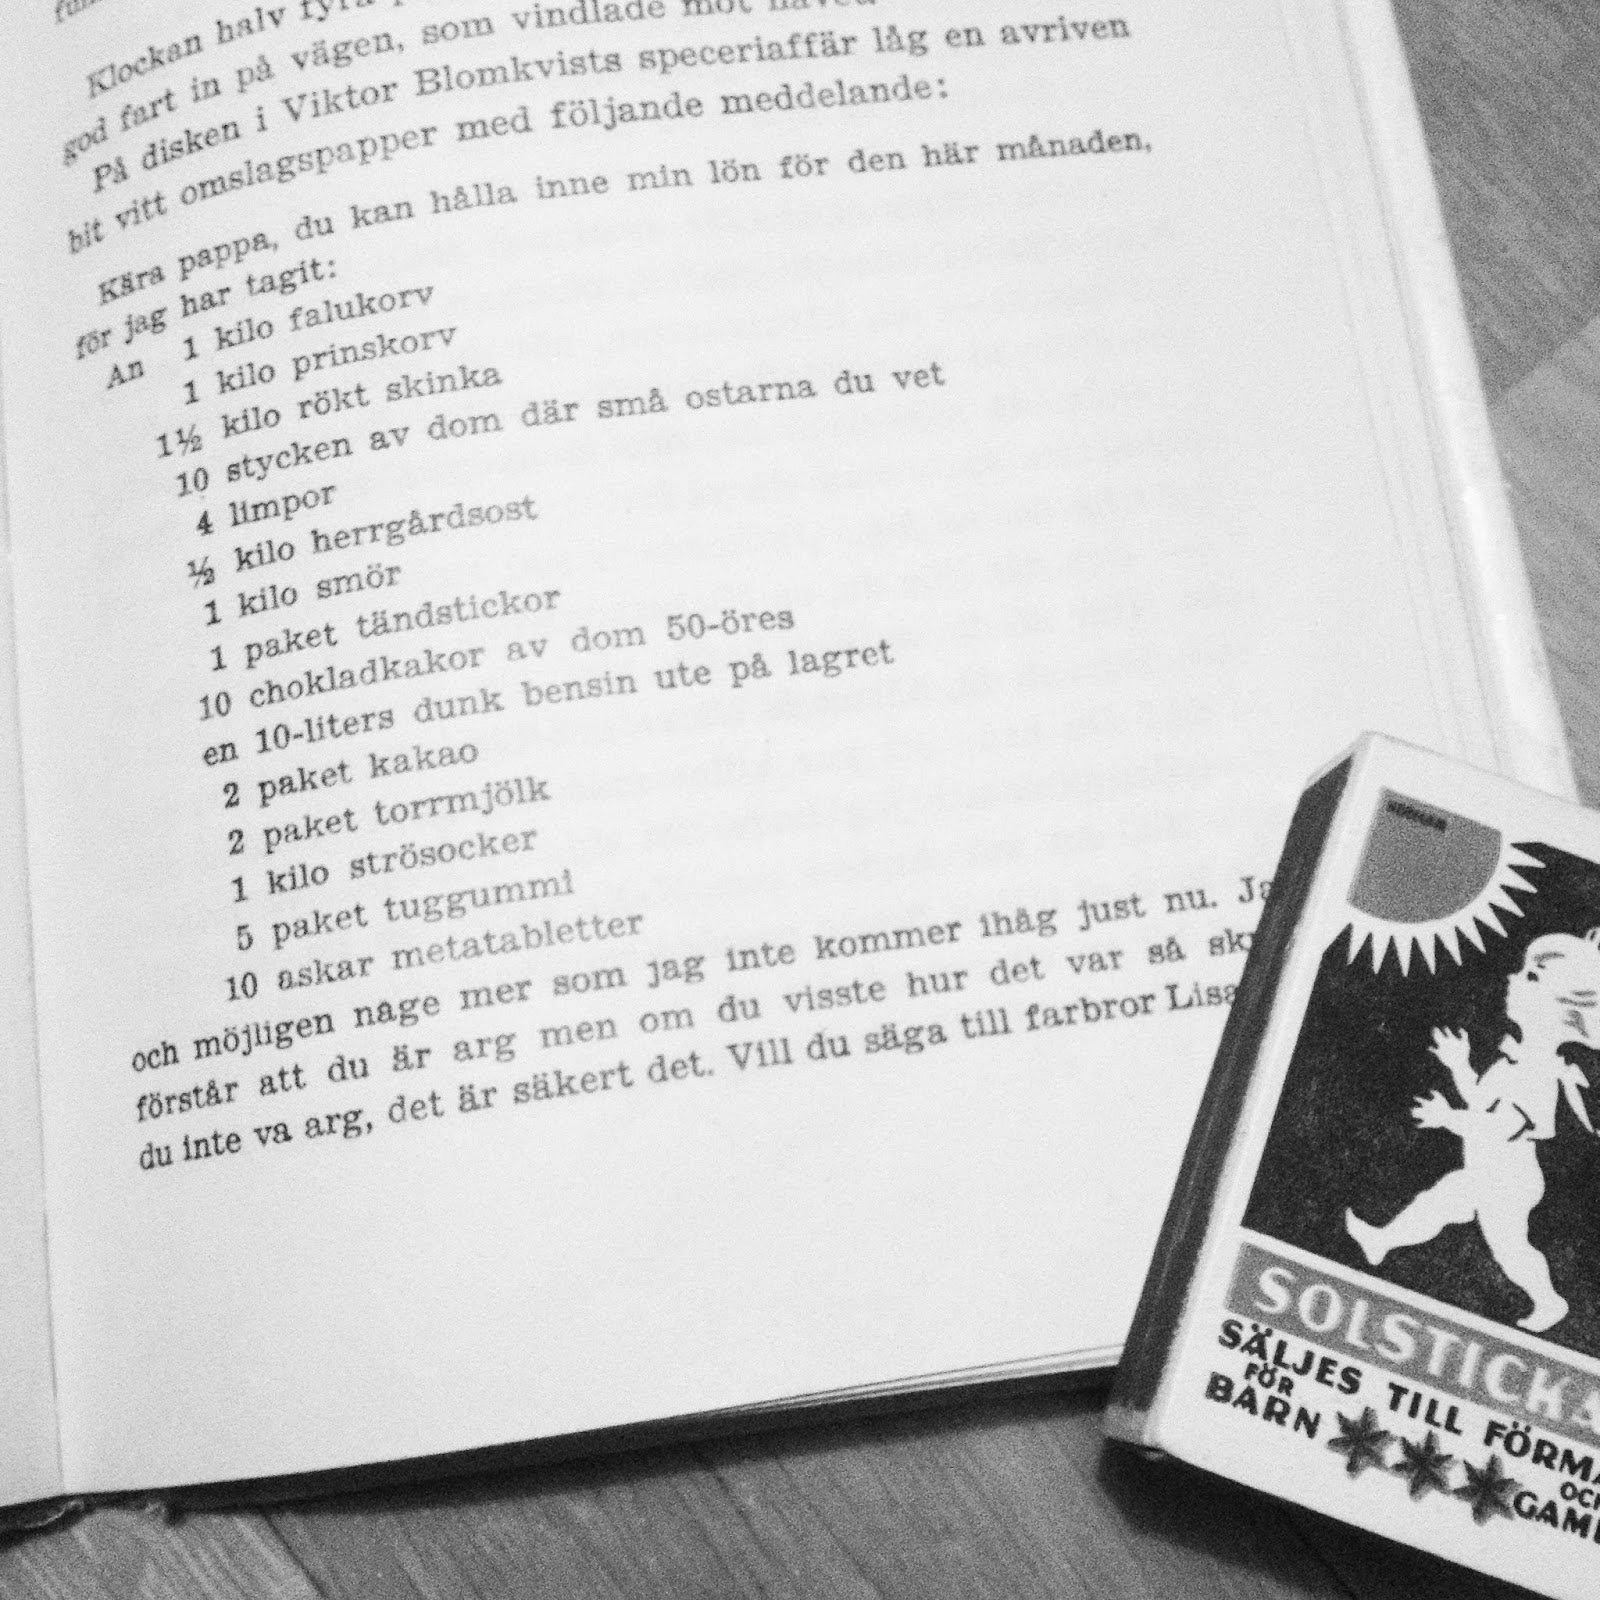 Klockan halv
god fart in på vägen, som vindlade mot
På disken i Viktor Blomkvists speceriaffär låg en avriven
bit vitt omslagspapper med följande meddelande:
Kära pappa, du kan hålla inne min lön för den här månaden,
för jag har tagit:
An 1 kilo falukorv
1 kilo prinskorv
1½ kilo rökt skinka
10 stycken av dom där små ostarna du vet
4 limpor
½ kilo herrgårdsost
1 kilo smör
1 paket tändstickor
10 chokladkakor av dom 50-öres
en 10-liters dunk bensin ute på lagret
2 paket kakao
2 paket torrmjölk
1 kilo strösocker
5 paket tuggummi
10 askar metatabletter
och möjligen nage mer som jag inte kommer ihåg just nu. Ja
förstår att du är arg men om du visste hur det var så sk
du inte va arg, det är säkert det. Vill du säga till farbror Lisa
SOLSTICKA
SÄLJES TILL FÖRMÅ
FÖR OCH
BARN GAML